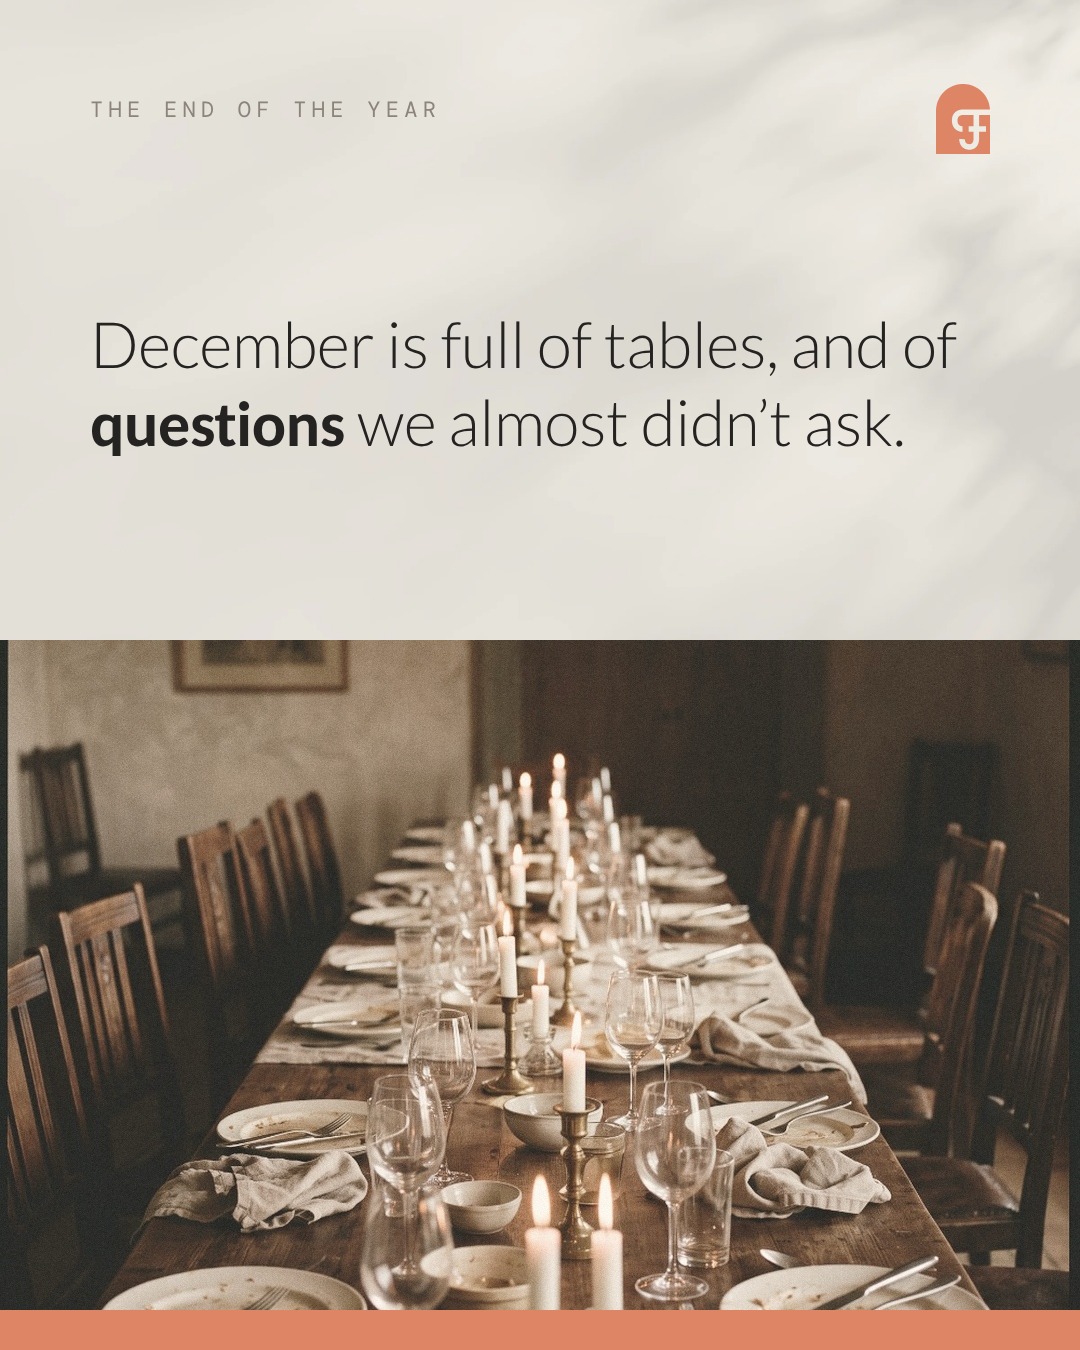 THE END OF THE YEAR
December is full of tables, and of
questions we almost didn’t ask.